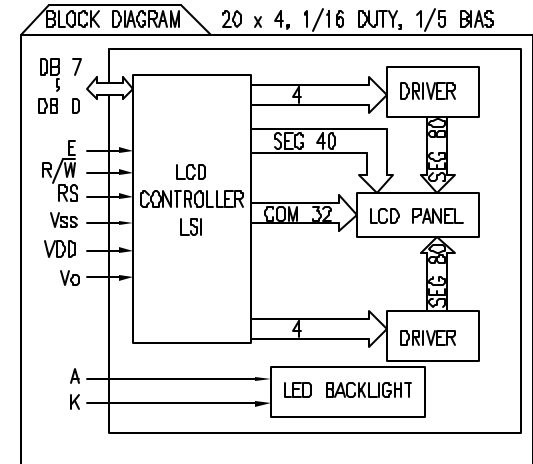 BLOCK DIAGRAM 20 x 4, 1/16 DUTY, 1/5 BIAS
DB 7
DB 0
E
R/W̅
RS
Vss
VDD
Vo
LCD
CONTROLLER
LSI
4
DRIVER
SEG 80
SEG 40
COM 32
LCD PANEL
SEG 80
4
DRIVER
A
K
LED BACKLIGHT